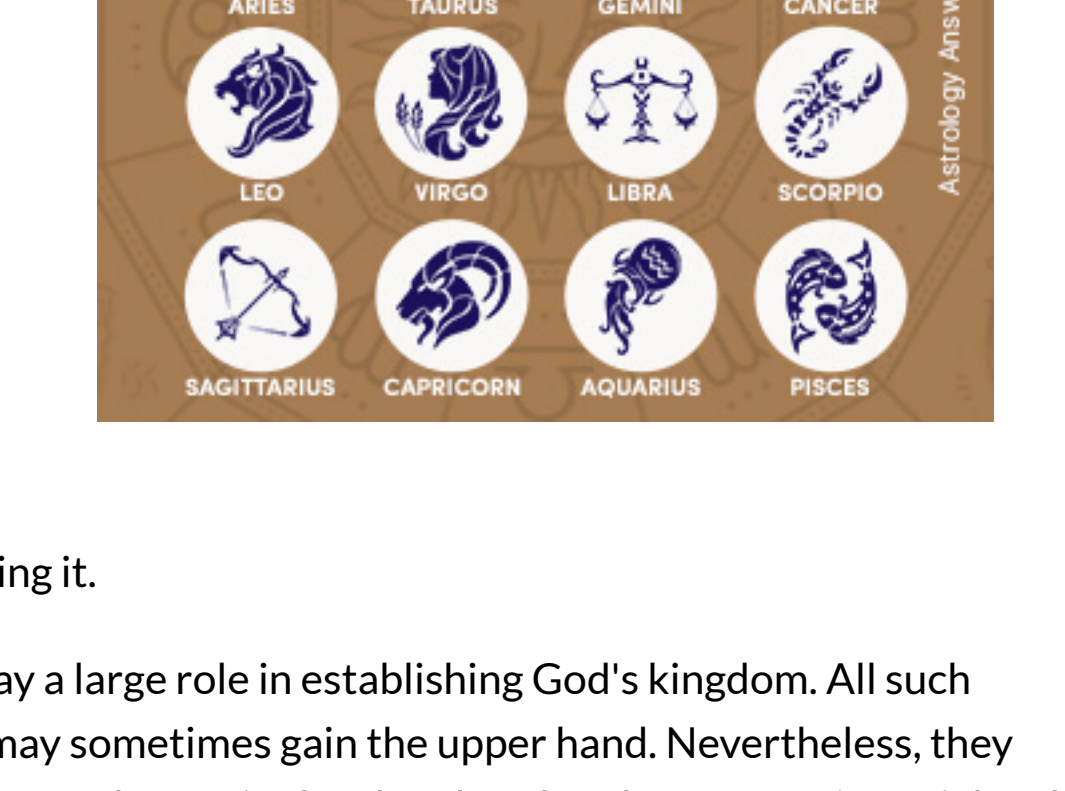 ARIES TAURUS GEMINI CANCER
LEO VIRGO LIBRA SCORPIO
SAGITTARIUS CAPRICORN AQUARIUS PISCES
Astrology Answ
ing it.
ay a large role in establishing God's kingdom. All such
may sometimes gain the upper hand. Nevertheless, they